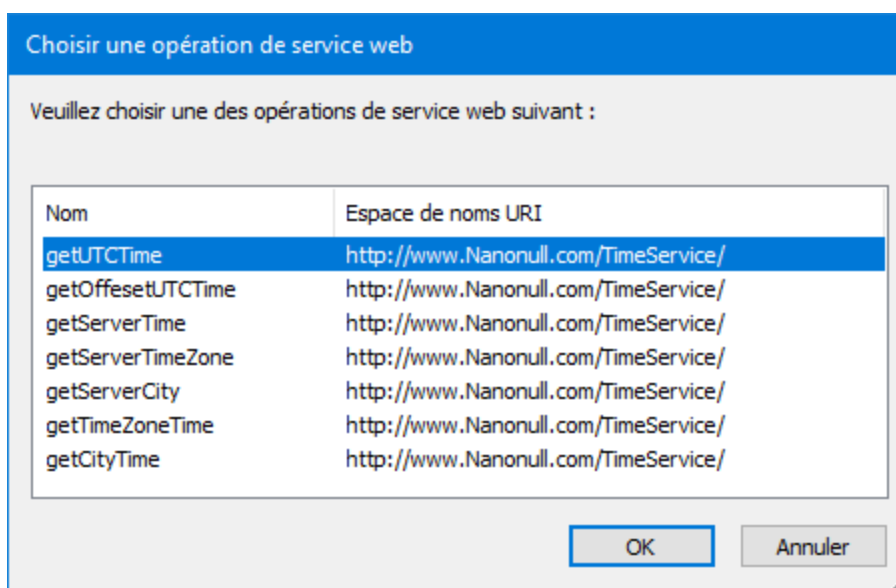 Choisir une opération de service web
Veuillez choisir une des opérations de service web suivant :
Nom Espace de noms URI
getUTCTime http://www.Nanonull.com/TimeService/
getOffesetUTCTime http://www.Nanonull.com/TimeService/
getServerTime http://www.Nanonull.com/TimeService/
getServerTimeZone http://www.Nanonull.com/TimeService/
getServerCity http://www.Nanonull.com/TimeService/
getTimeZoneTime http://www.Nanonull.com/TimeService/
getCityTime http://www.Nanonull.com/TimeService/
OK Annuler